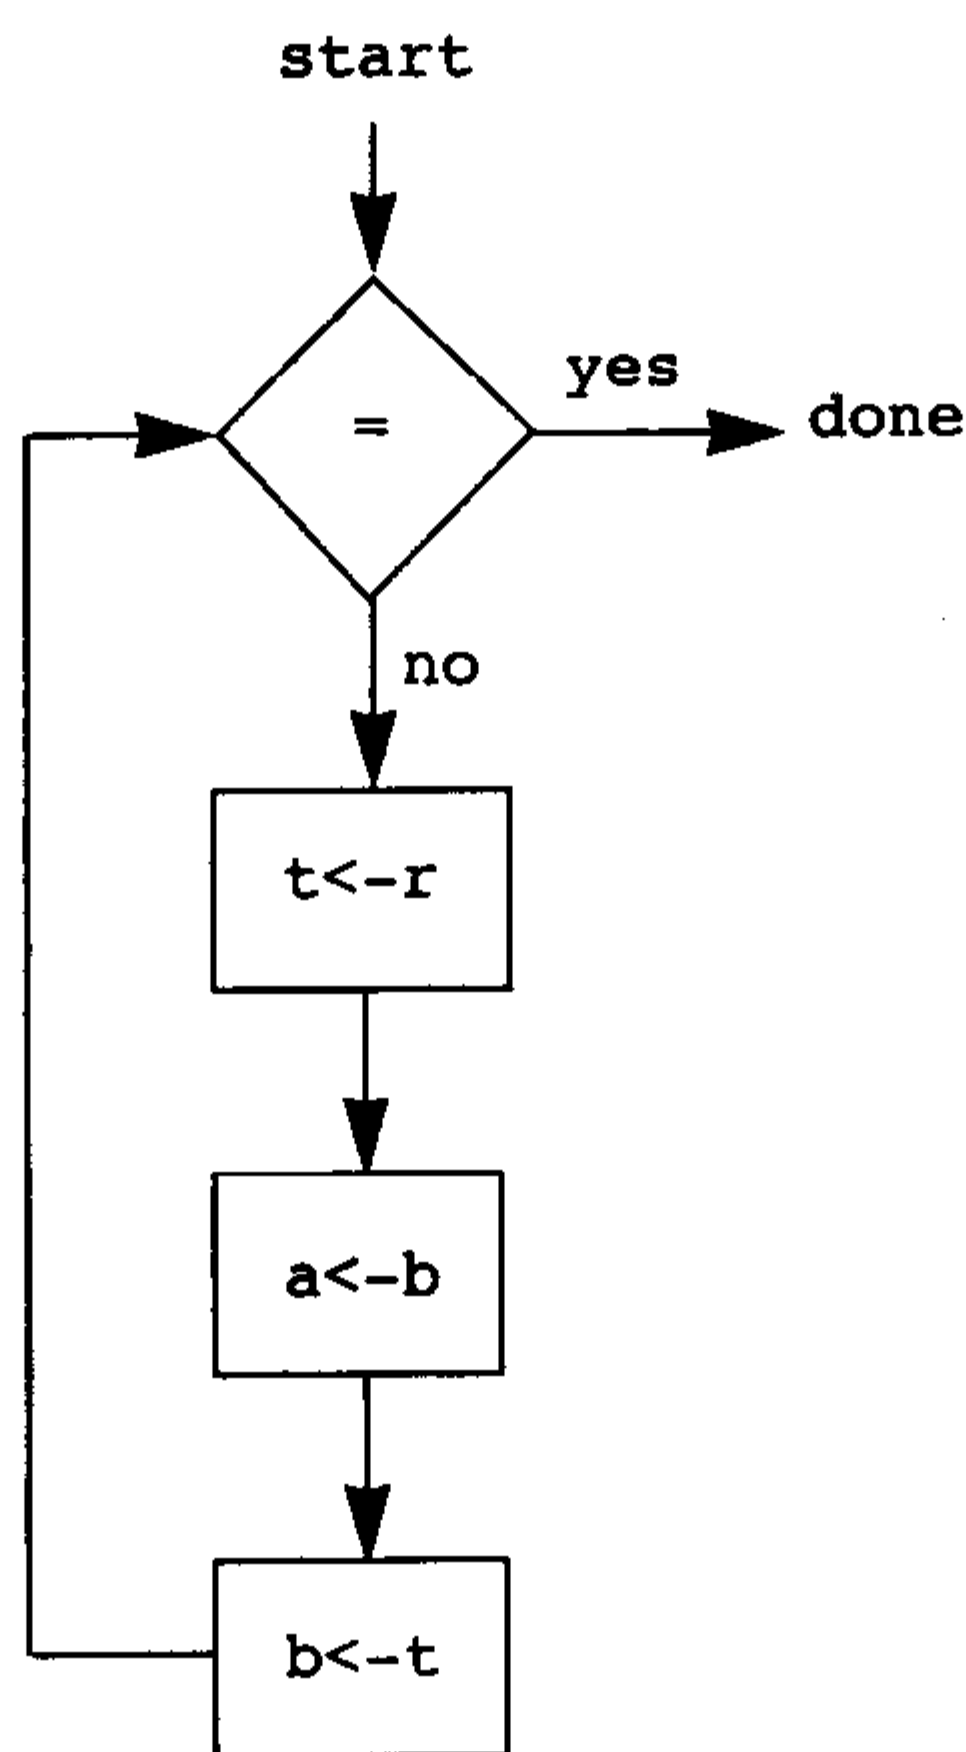 start
=
yes
done
no
t<-r
a<-b
b<-t